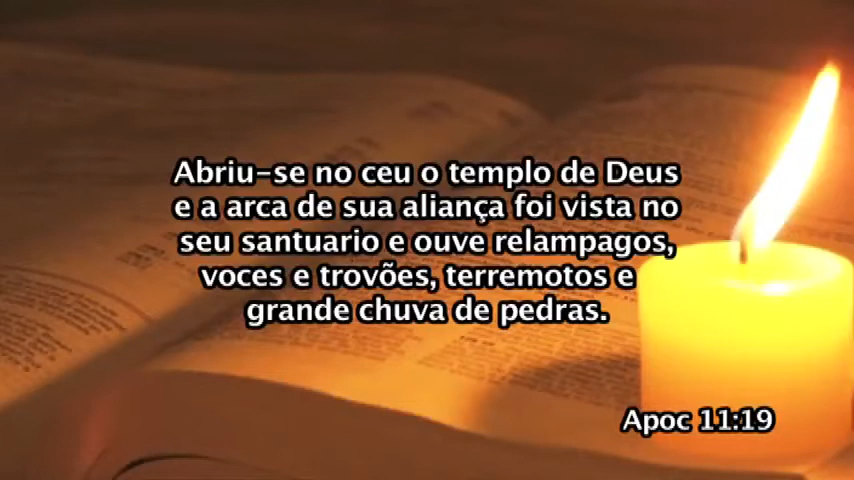 Abriu-se no ceu o templo de Deus
e a arca de sua aliança foi vista no
seu santuario e ouve relampagos,
voces e trovões, terremotos e
grande chuva de pedras.
Apoc 11:19